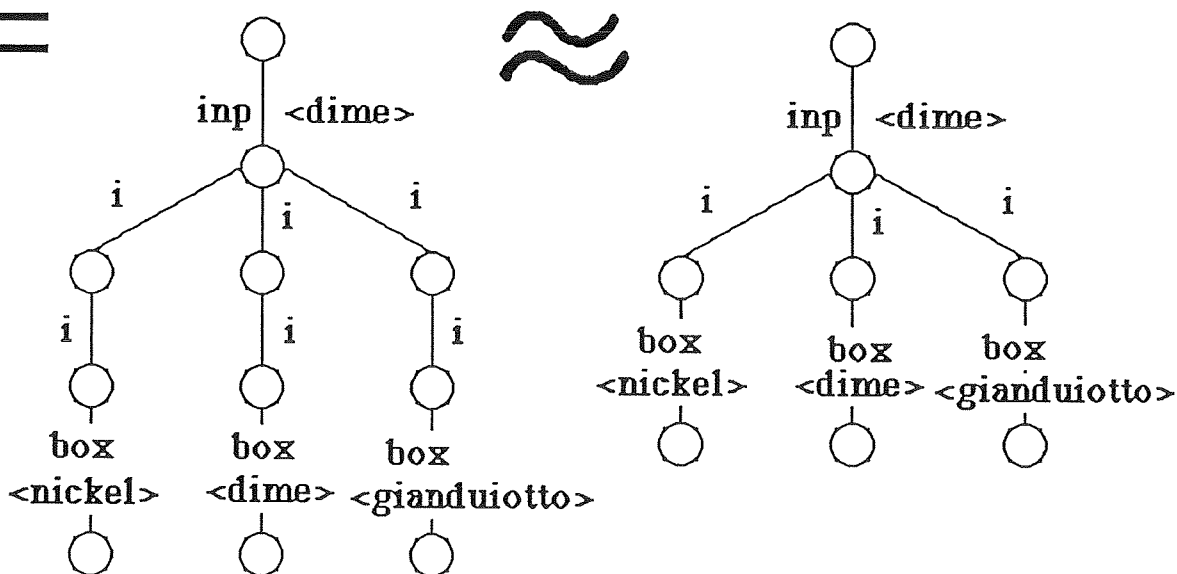 =
≈
inp <dime>
i i i
i i i
box box box
<nickel> <dime> <gianduiotto>
inp <dime>
i i i
box box box
<nickel> <dime> <gianduiotto>